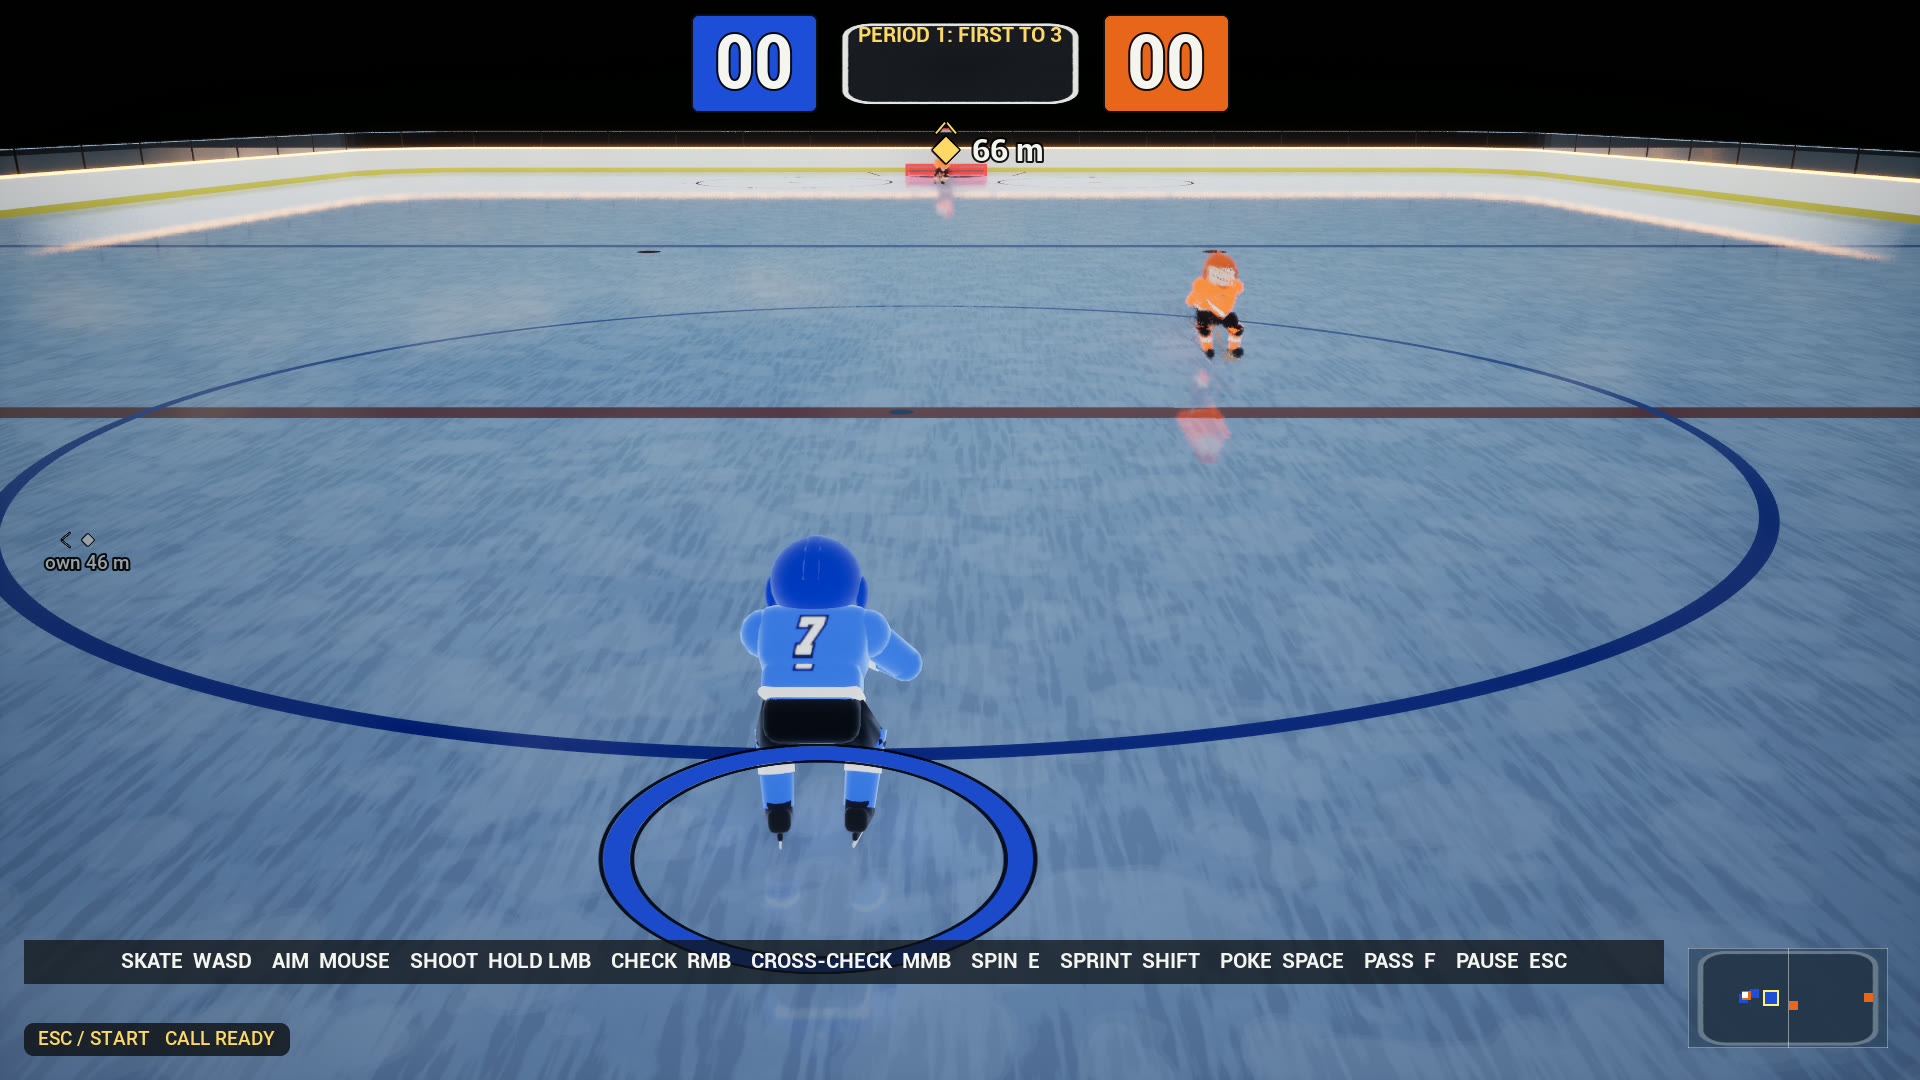 00
PERIOD 1: FIRST TO 3
00
66 m
own 46 m
7
SKATE WASD AIM MOUSE SHOOT HOLD LMB CHECK RMB CROSS-CHECK MMB SPIN E SPRINT SHIFT POKE SPACE PASS F PAUSE ESC
ESC / START CALL READY